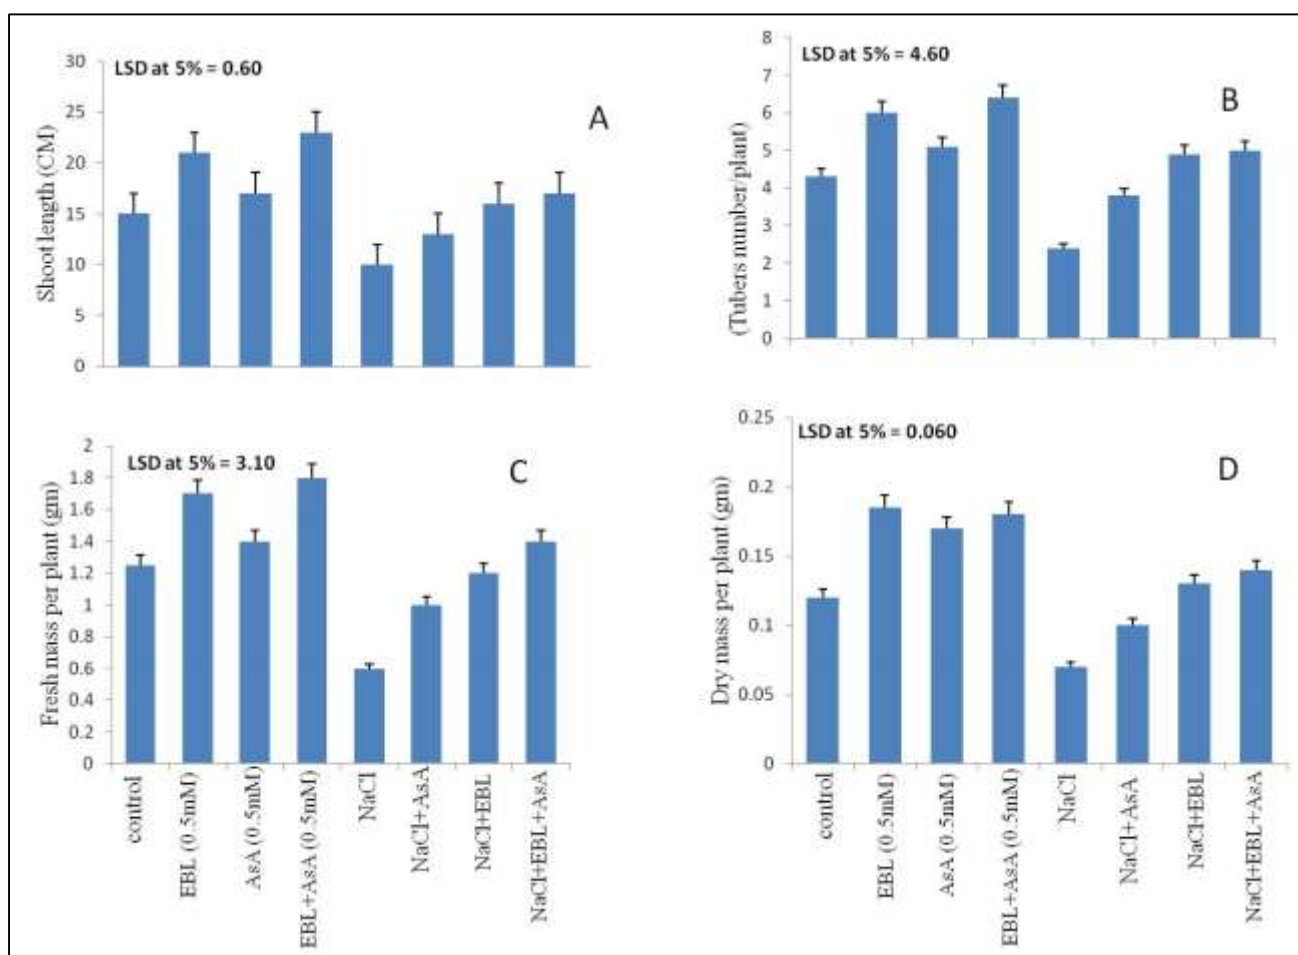 LSD at 5% = 0.60
A
Shoot length (CM)
30
25
20
15
10
5
0
LSD at 5% = 4.60
B
(Tubers number/plant)
8
7
6
5
4
3
2
1
0
LSD at 5% = 3.10
C
Fresh mass per plant (gm)
2
1.8
1.6
1.4
1.2
1
0.8
0.6
0.4
0.2
0
control
EBL (0.5mM)
AsA (0.5mM)
EBL+AsA (0.5mM)
NaCl
NaCl+AsA
NaCl+EBL
NaCl+EBL+AsA
LSD at 5% = 0.060
D
Dry mass per plant (gm)
0.25
0.2
0.15
0.1
0.05
0
control
EBL (0.5mM)
AsA (0.5mM)
EBL+AsA (0.5mM)
NaCl
NaCl+AsA
NaCl+EBL
NaCl+EBL+AsA